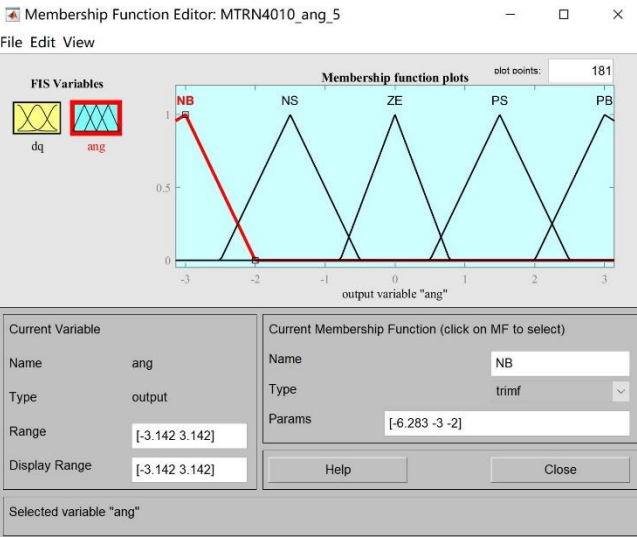 Membership Function Editor: MTRN4010_ang_5
File Edit View
FIS Variables
dq
ang
Membership function plots
plot points:
181
NB
NS
ZE
PS
PB
1
0.5
0
-3
-2
-1
0
1
2
3
output variable "ang"
Current Variable
Name
ang
Type
output
Range
[-3.142 3.142]
Display Range
[-3.142 3.142]
Current Membership Function (click on MF to select)
Name
NB
Type
trimf
Params
[-6.283 -3 -2]
Help
Close
Selected variable "ang"